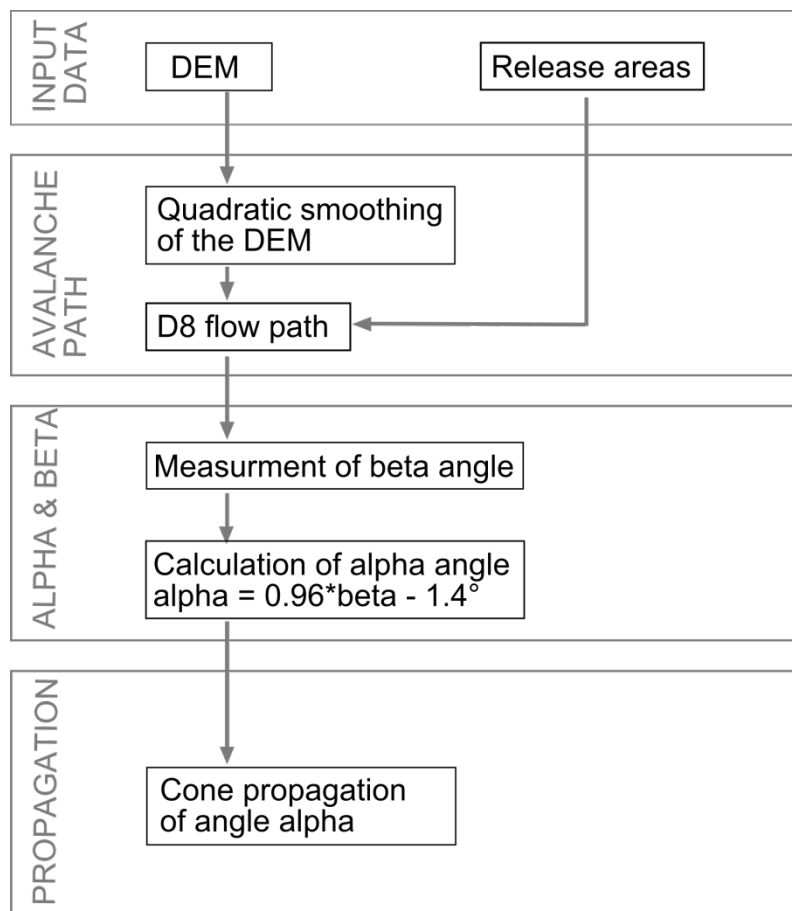 INPUT
DATA
DEM
Release areas
AVALANCHE
PATH
Quadratic smoothing
of the DEM
D8 flow path
ALPHA & BETA
Measurment of beta angle
Calculation of alpha angle
alpha = 0.96*beta - 1.4°
PROPAGATION
Cone propagation
of angle alpha